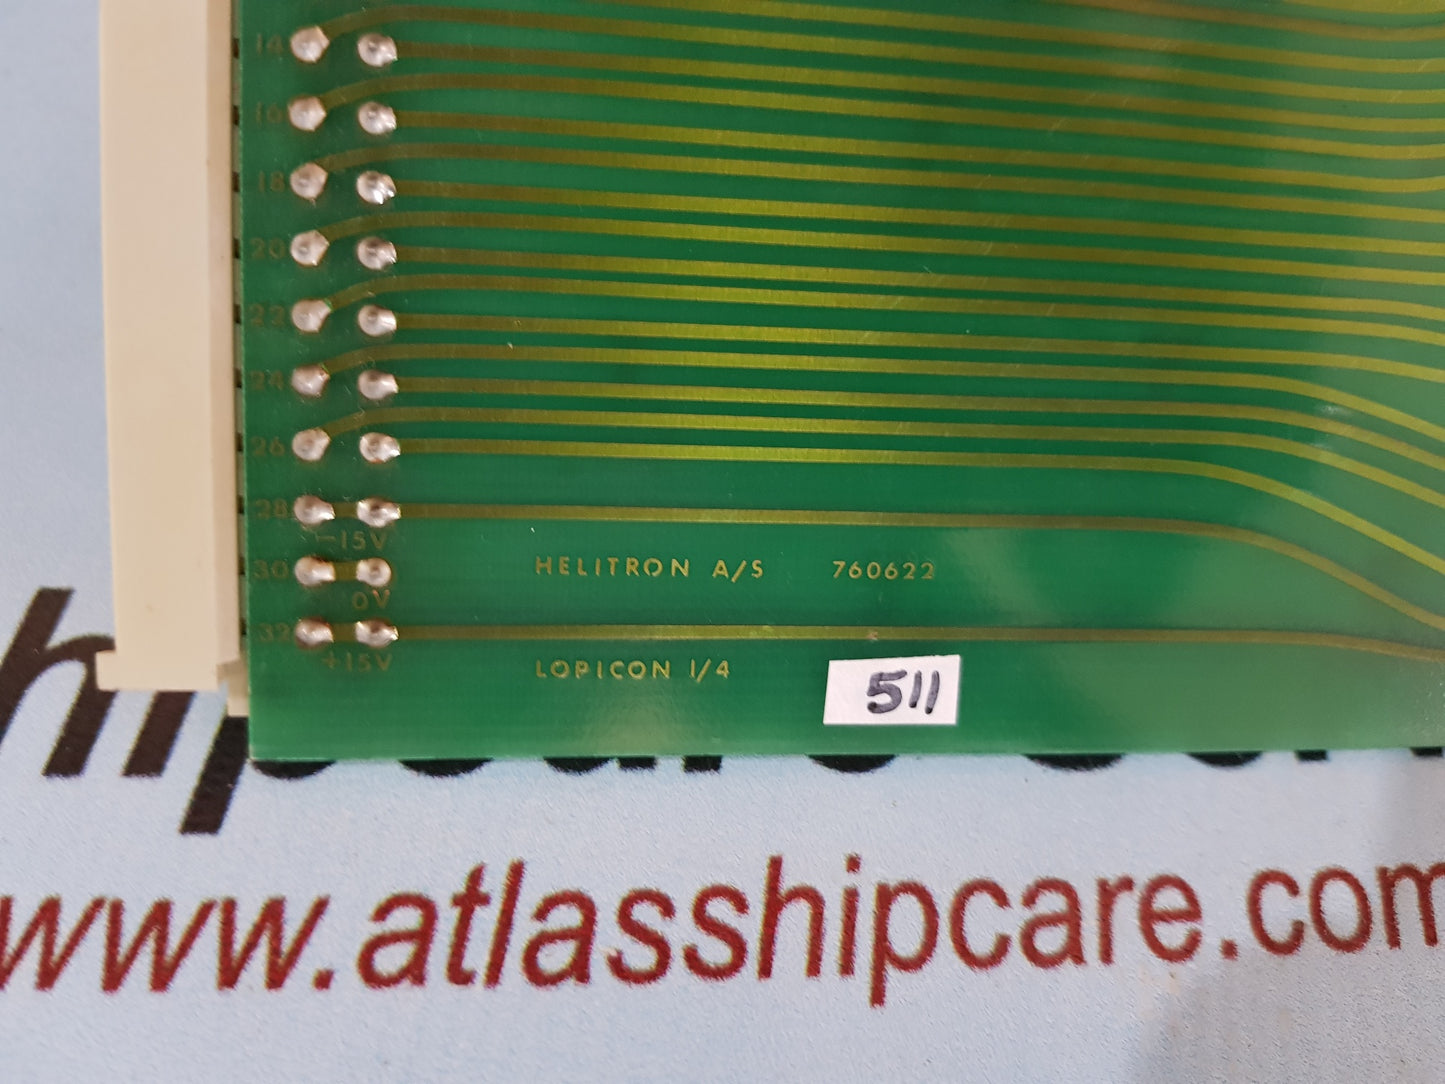 14
16
18
20
22
24
26
28
-15V
30
0V
32
+15V
HELITRON A/S 760622
LOPICON 1/4
511
www.atlasshipcare.com